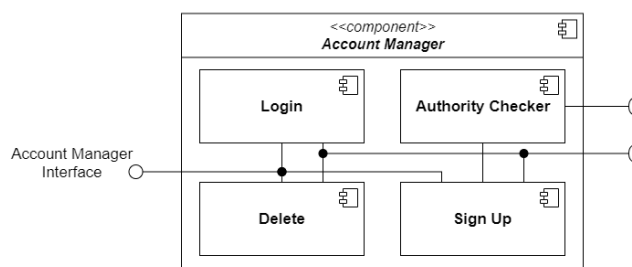 <<component>>
Account Manager
Login
Authority Checker
Account Manager
Interface
Delete
Sign Up